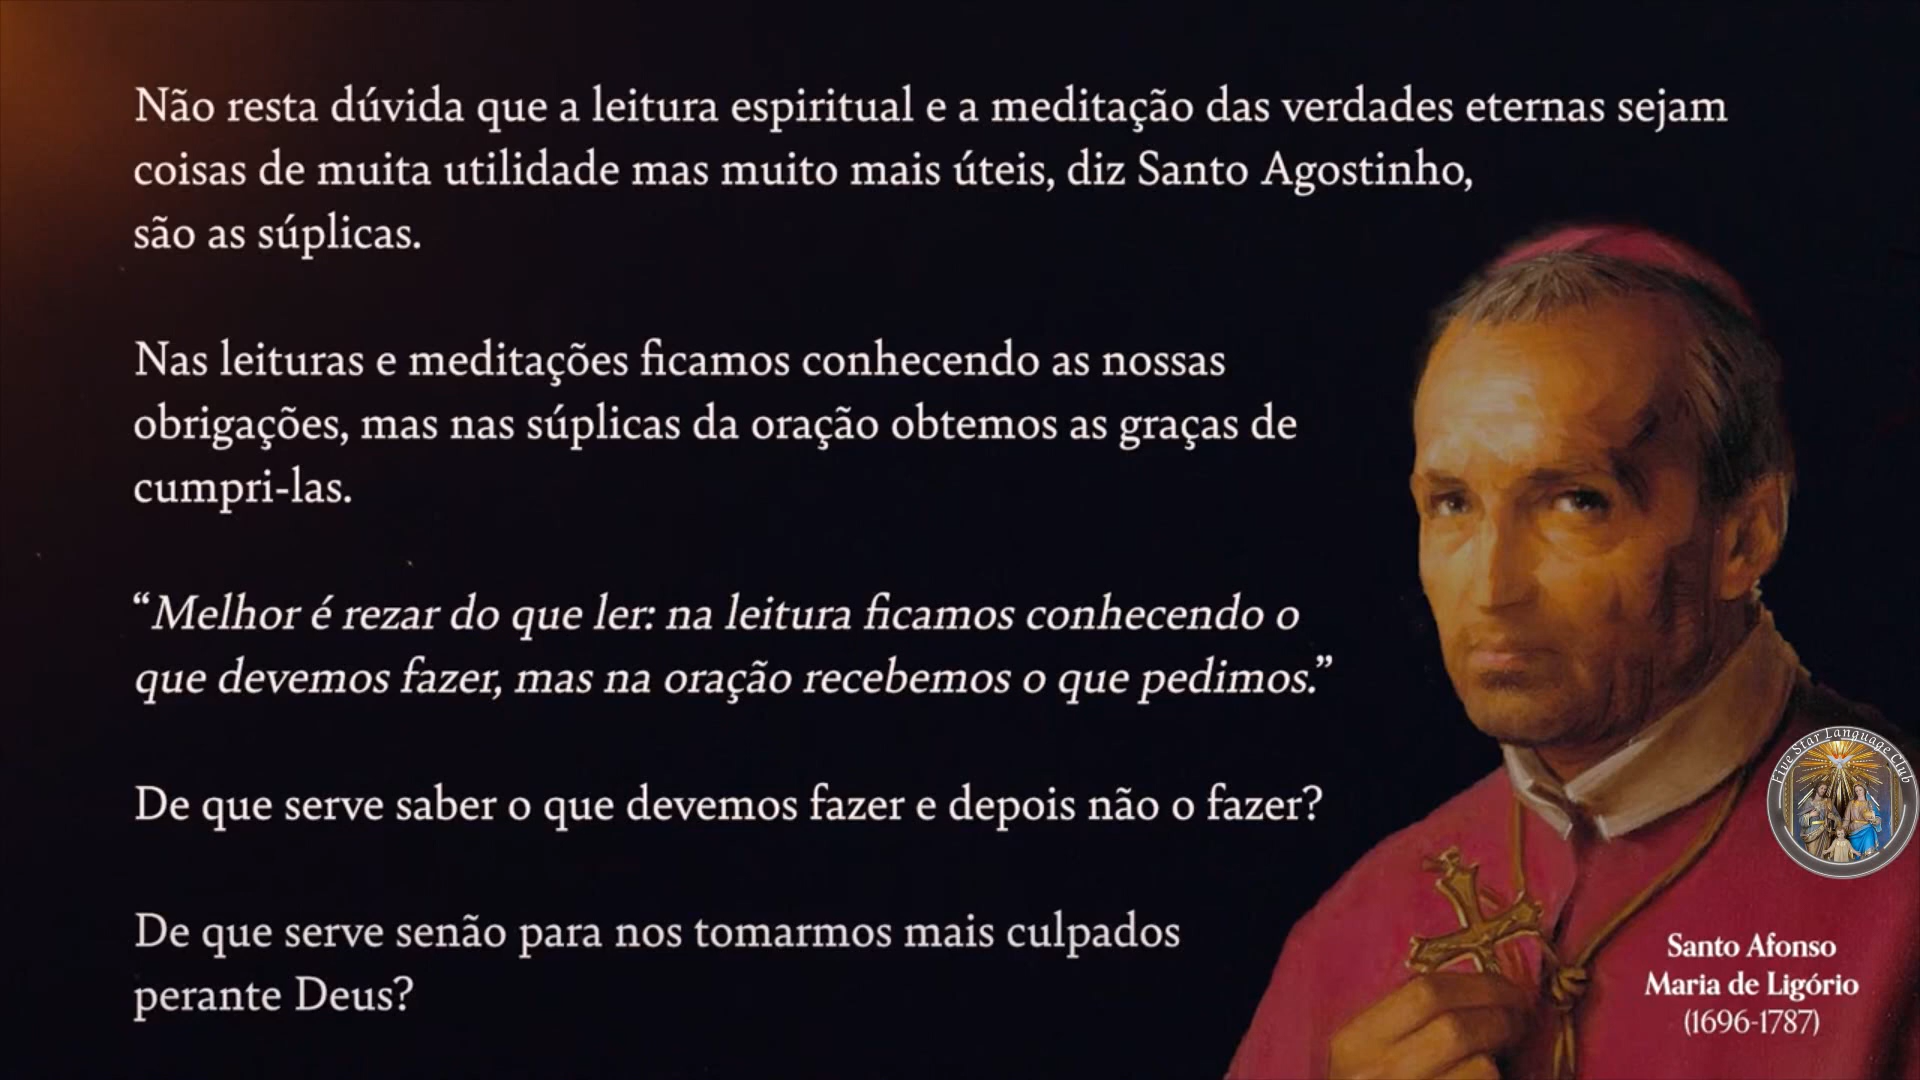 Não resta dúvida que a leitura espiritual e a meditação das verdades eternas sejam
coisas de muita utilidade mas muito mais úteis, diz Santo Agostinho,
são as súplicas.
Nas leituras e meditações ficamos conhecendo as nossas
obrigações, mas nas súplicas da oração obtemos as graças de
cumpri-las.
“Melhor é rezar do que ler: na leitura ficamos conhecendo o
que devemos fazer, mas na oração recebemos o que pedimos.”
De que serve saber o que devemos fazer e depois não o fazer?
De que serve senão para nos tomarmos mais culpados
perante Deus?
Five Star Language Club
Santo Afonso
Maria de Ligório
(1696-1787)